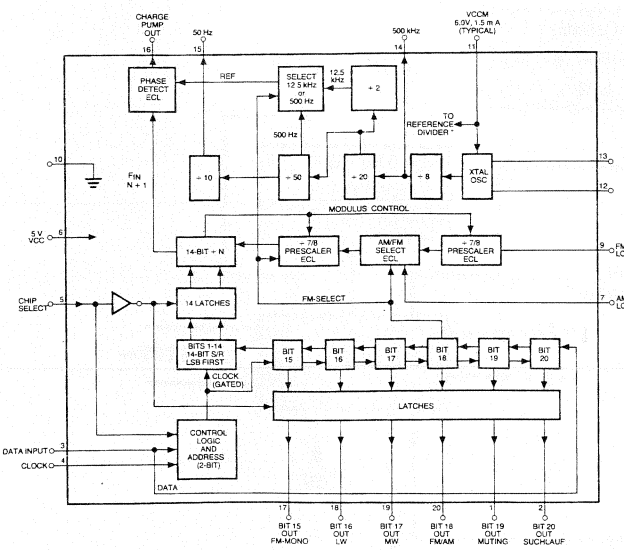 CHARGE
PUMP
OUT
16
50 Hz
15
500 kHz
14
VCCM
6.0V, 1.5 mA
(TYPICAL)
11
PHASE
DETECT
ECL
REF
SELECT
12.5 kHz
or
500 Hz
12.5
kHz
÷ 2
500 Hz
TO
REFERENCE
DIVIDER *
10
FIN
N + 1
÷ 10
÷ 50
÷ 20
÷ 8
XTAL
OSC
13
12
MODULUS CONTROL
5 V
VCC
6
14-BIT ÷ N
÷ 7/8
PRESCALER
ECL
AM/FM
SELECT
ECL
÷ 7/8
PRESCALER
ECL
9
FM
LO
CHIP
SELECT
5
14 LATCHES
FM-SELECT
7
AM
LO
BITS 1-14
14-BIT S/R
LSB FIRST
BIT
15
BIT
16
BIT
17
BIT
18
BIT
19
BIT
20
CLOCK
(GATED)
LATCHES
CONTROL
LOGIC
AND
ADDRESS
(2-BIT)
DATA INPUT
3
CLOCK
4
DATA
17
18
19
20
1
2
BIT 15
OUT
FM-MONO
BIT 16
OUT
LW
BIT 17
OUT
MW
BIT 18
OUT
FM/AM
BIT 19
OUT
MUTING
BIT 20
OUT
SUCHLAUF